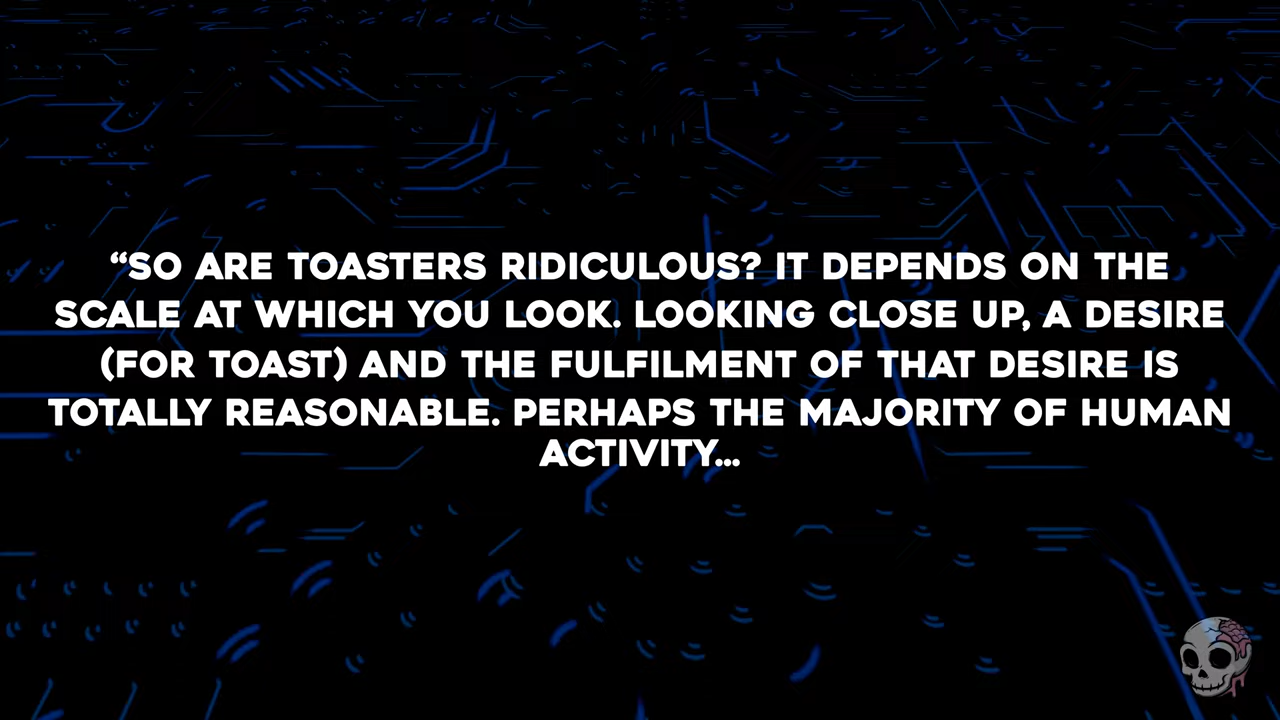 “SO ARE TOASTERS RIDICULOUS? IT DEPENDS ON THE
SCALE AT WHICH YOU LOOK. LOOKING CLOSE UP, A DESIRE
(FOR TOAST) AND THE FULFILMENT OF THAT DESIRE IS
TOTALLY REASONABLE. PERHAPS THE MAJORITY OF HUMAN
ACTIVITY...